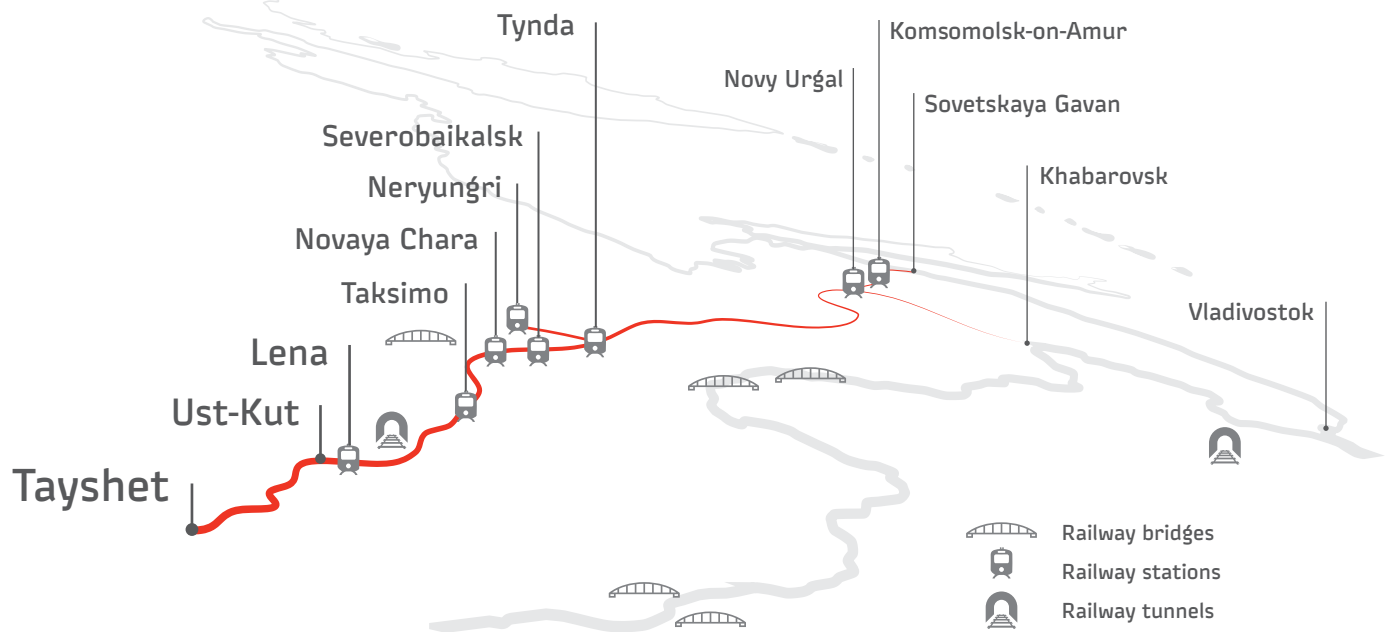 Tynda
Komsomolsk-on-Amur
Novy Urgal
Sovetskaya Gavan
Severobaikalsk
Khabarovsk
Neryungri
Novaya Chara
Taksimo
Vladivostok
Lena
Ust-Kut
Tayshet
Railway bridges
Railway stations
Railway tunnels